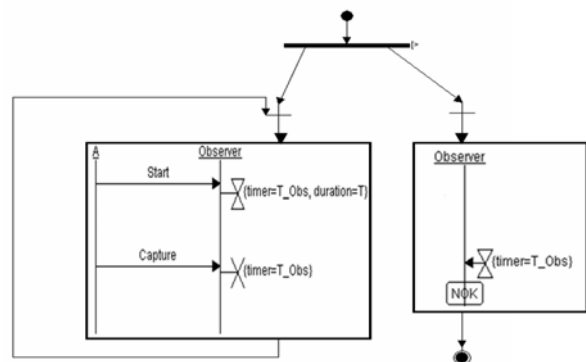 A
Observer
Start
{timer=T_Obs, duration=T}
Capture
{timer=T_Obs}
Observer
{timer=T_Obs}
NOK